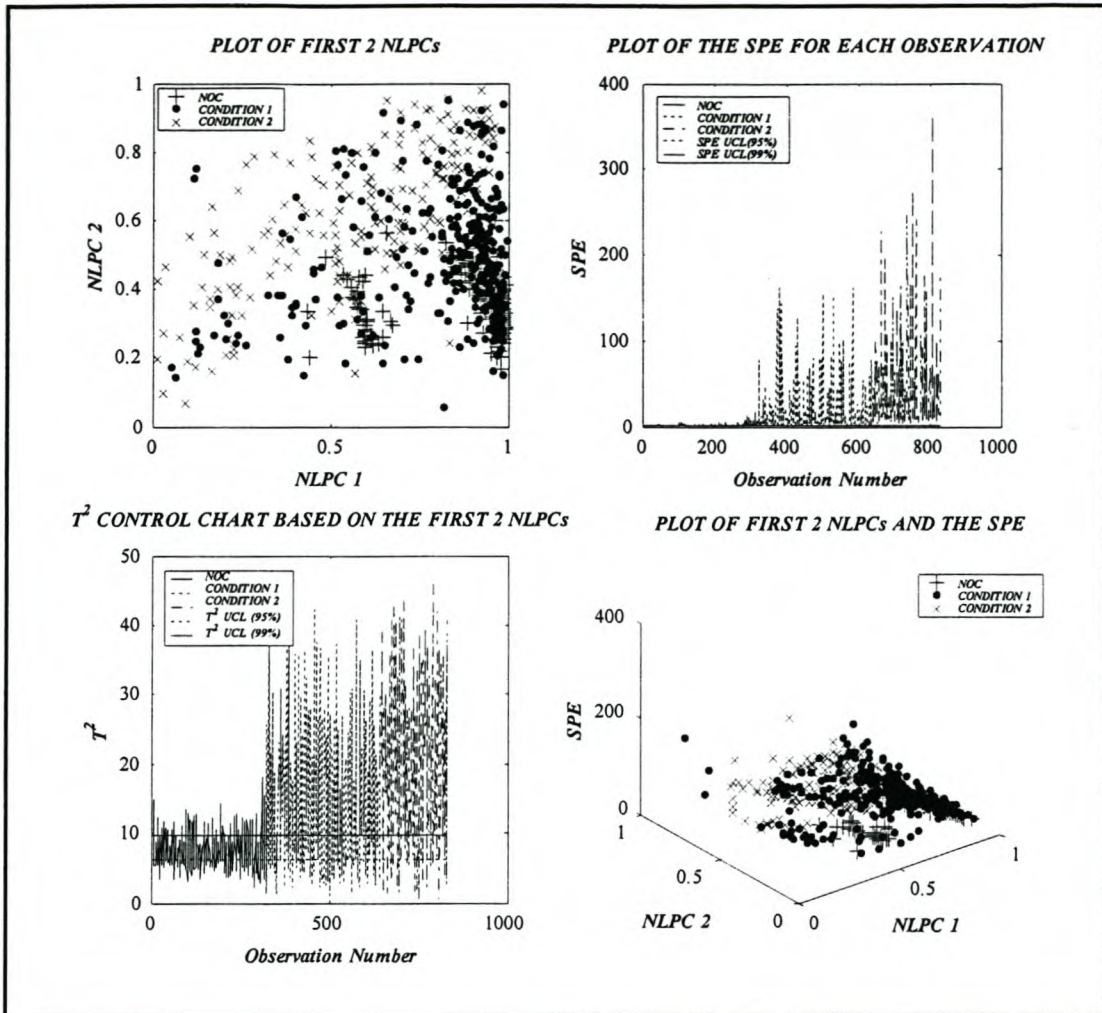 PLOT OF FIRST 2 NLPCs
1
0.8
0.6
0.4
0.2
0
NLPC 2
NOC
CONDITION 1
CONDITION 2
0
0.5
1
NLPC 1
PLOT OF THE SPE FOR EACH OBSERVATION
400
300
200
100
0
SPE
NOC
CONDITION 1
CONDITION 2
SPE UCL(95%)
SPE UCL(99%)
0
200
400
600
800
1000
Observation Number
T² CONTROL CHART BASED ON THE FIRST 2 NLPCs
50
40
30
20
10
0
T²
NOC
CONDITION 1
CONDITION 2
T² UCL (95%)
T² UCL (99%)
0
500
1000
Observation Number
PLOT OF FIRST 2 NLPCs AND THE SPE
NOC
CONDITION 1
CONDITION 2
400
200
0
SPE
1
0.5
0
NLPC 2
0
0.5
1
NLPC 1